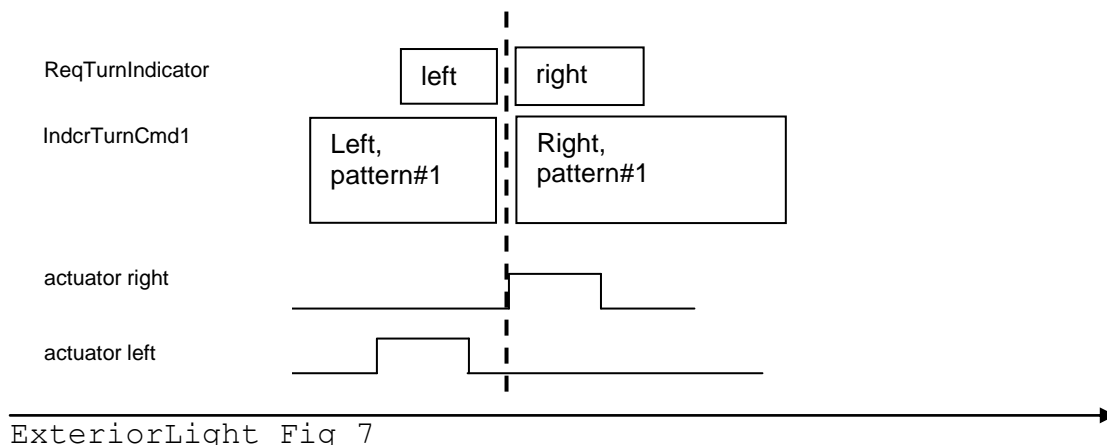 ReqTurnIndicator
left
right
IndcrTurnCmd1
Left,
pattern#1
Right,
pattern#1
actuator right
actuator left
ExteriorLight Fig 7